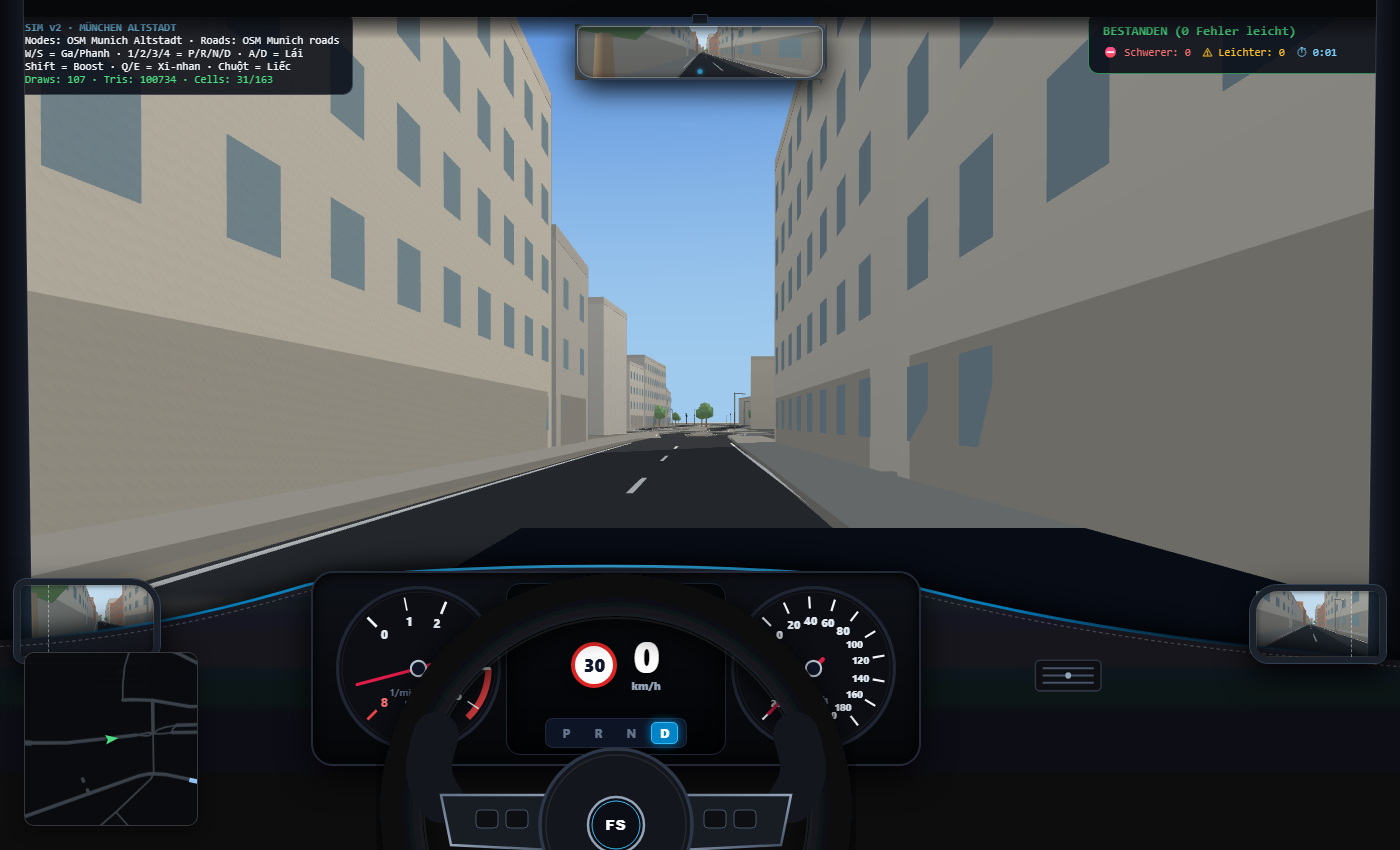 SIM v2 · MÜNCHEN ALTSTADT
Nodes: OSM Munich Altstadt · Roads: OSM Munich roads
W/S = Ga/Phanh · 1/2/3/4 = P/R/N/D · A/D = Lái
Shift = Boost · Q/E = Xi-nhan · Chuột = Liếc
Draws: 107 · Tris: 100734 · Cells: 31/163
BESTANDEN (0 Fehler leicht)
⛔ Schwerer: 0 ⚠ Leichter: 0 ⏱ 0:01
0 1 2
8
1/mi
30 0
km/h
P R N D
0 20 40 60 80 100 120 140 160 180
FS